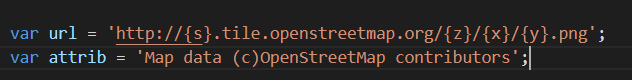 var url = 'http://{s}.tile.openstreetmap.org/{z}/{x}/{y}.png';
var attrib = 'Map data (c)OpenStreetMap contributors';